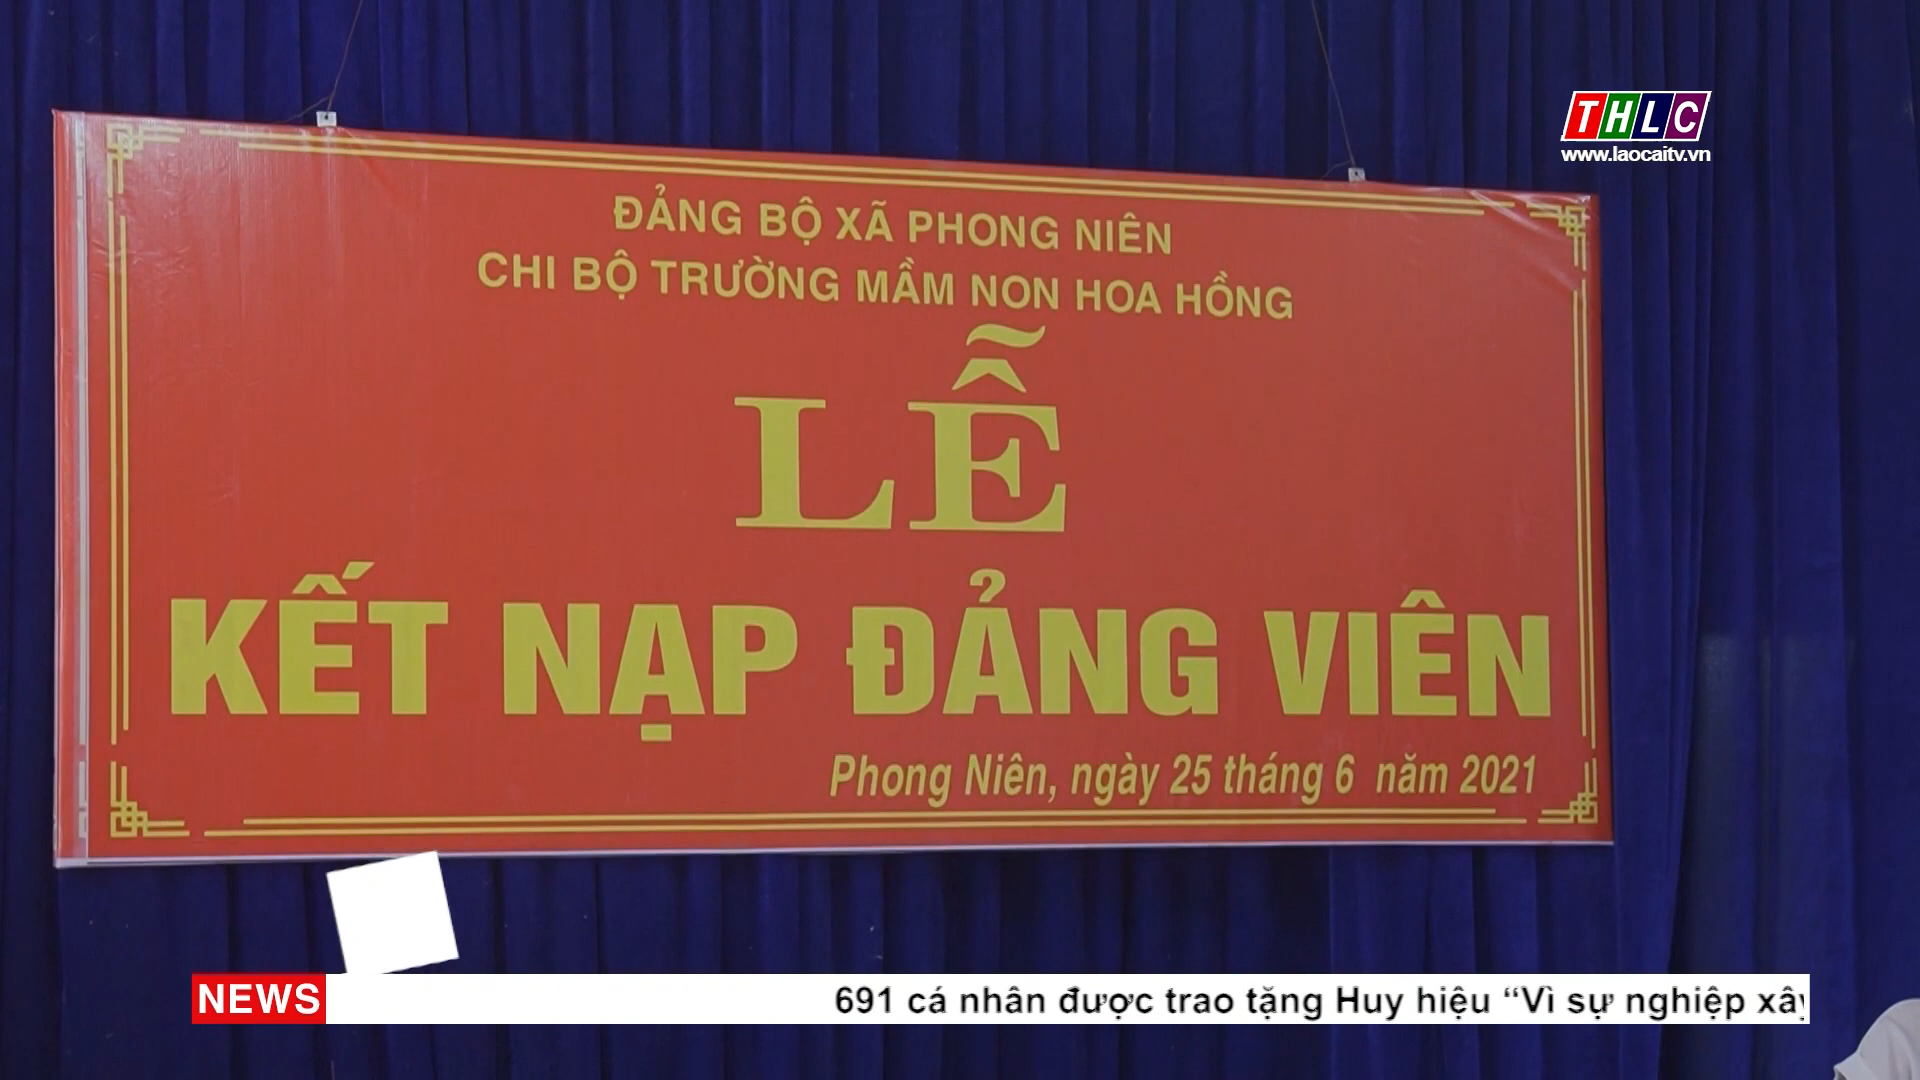 THLC
www.laocaitv.vn
ĐẢNG BỘ XÃ PHONG NIÊN
CHI BỘ TRƯỜNG MẦM NON HOA HỒNG
LỄ
KẾT NẠP ĐẢNG VIÊN
Phong Niên, ngày 25 tháng 6 năm 2021
NEWS 691 cá nhân được trao tặng Huy hiệu “Vì sự nghiệp xây